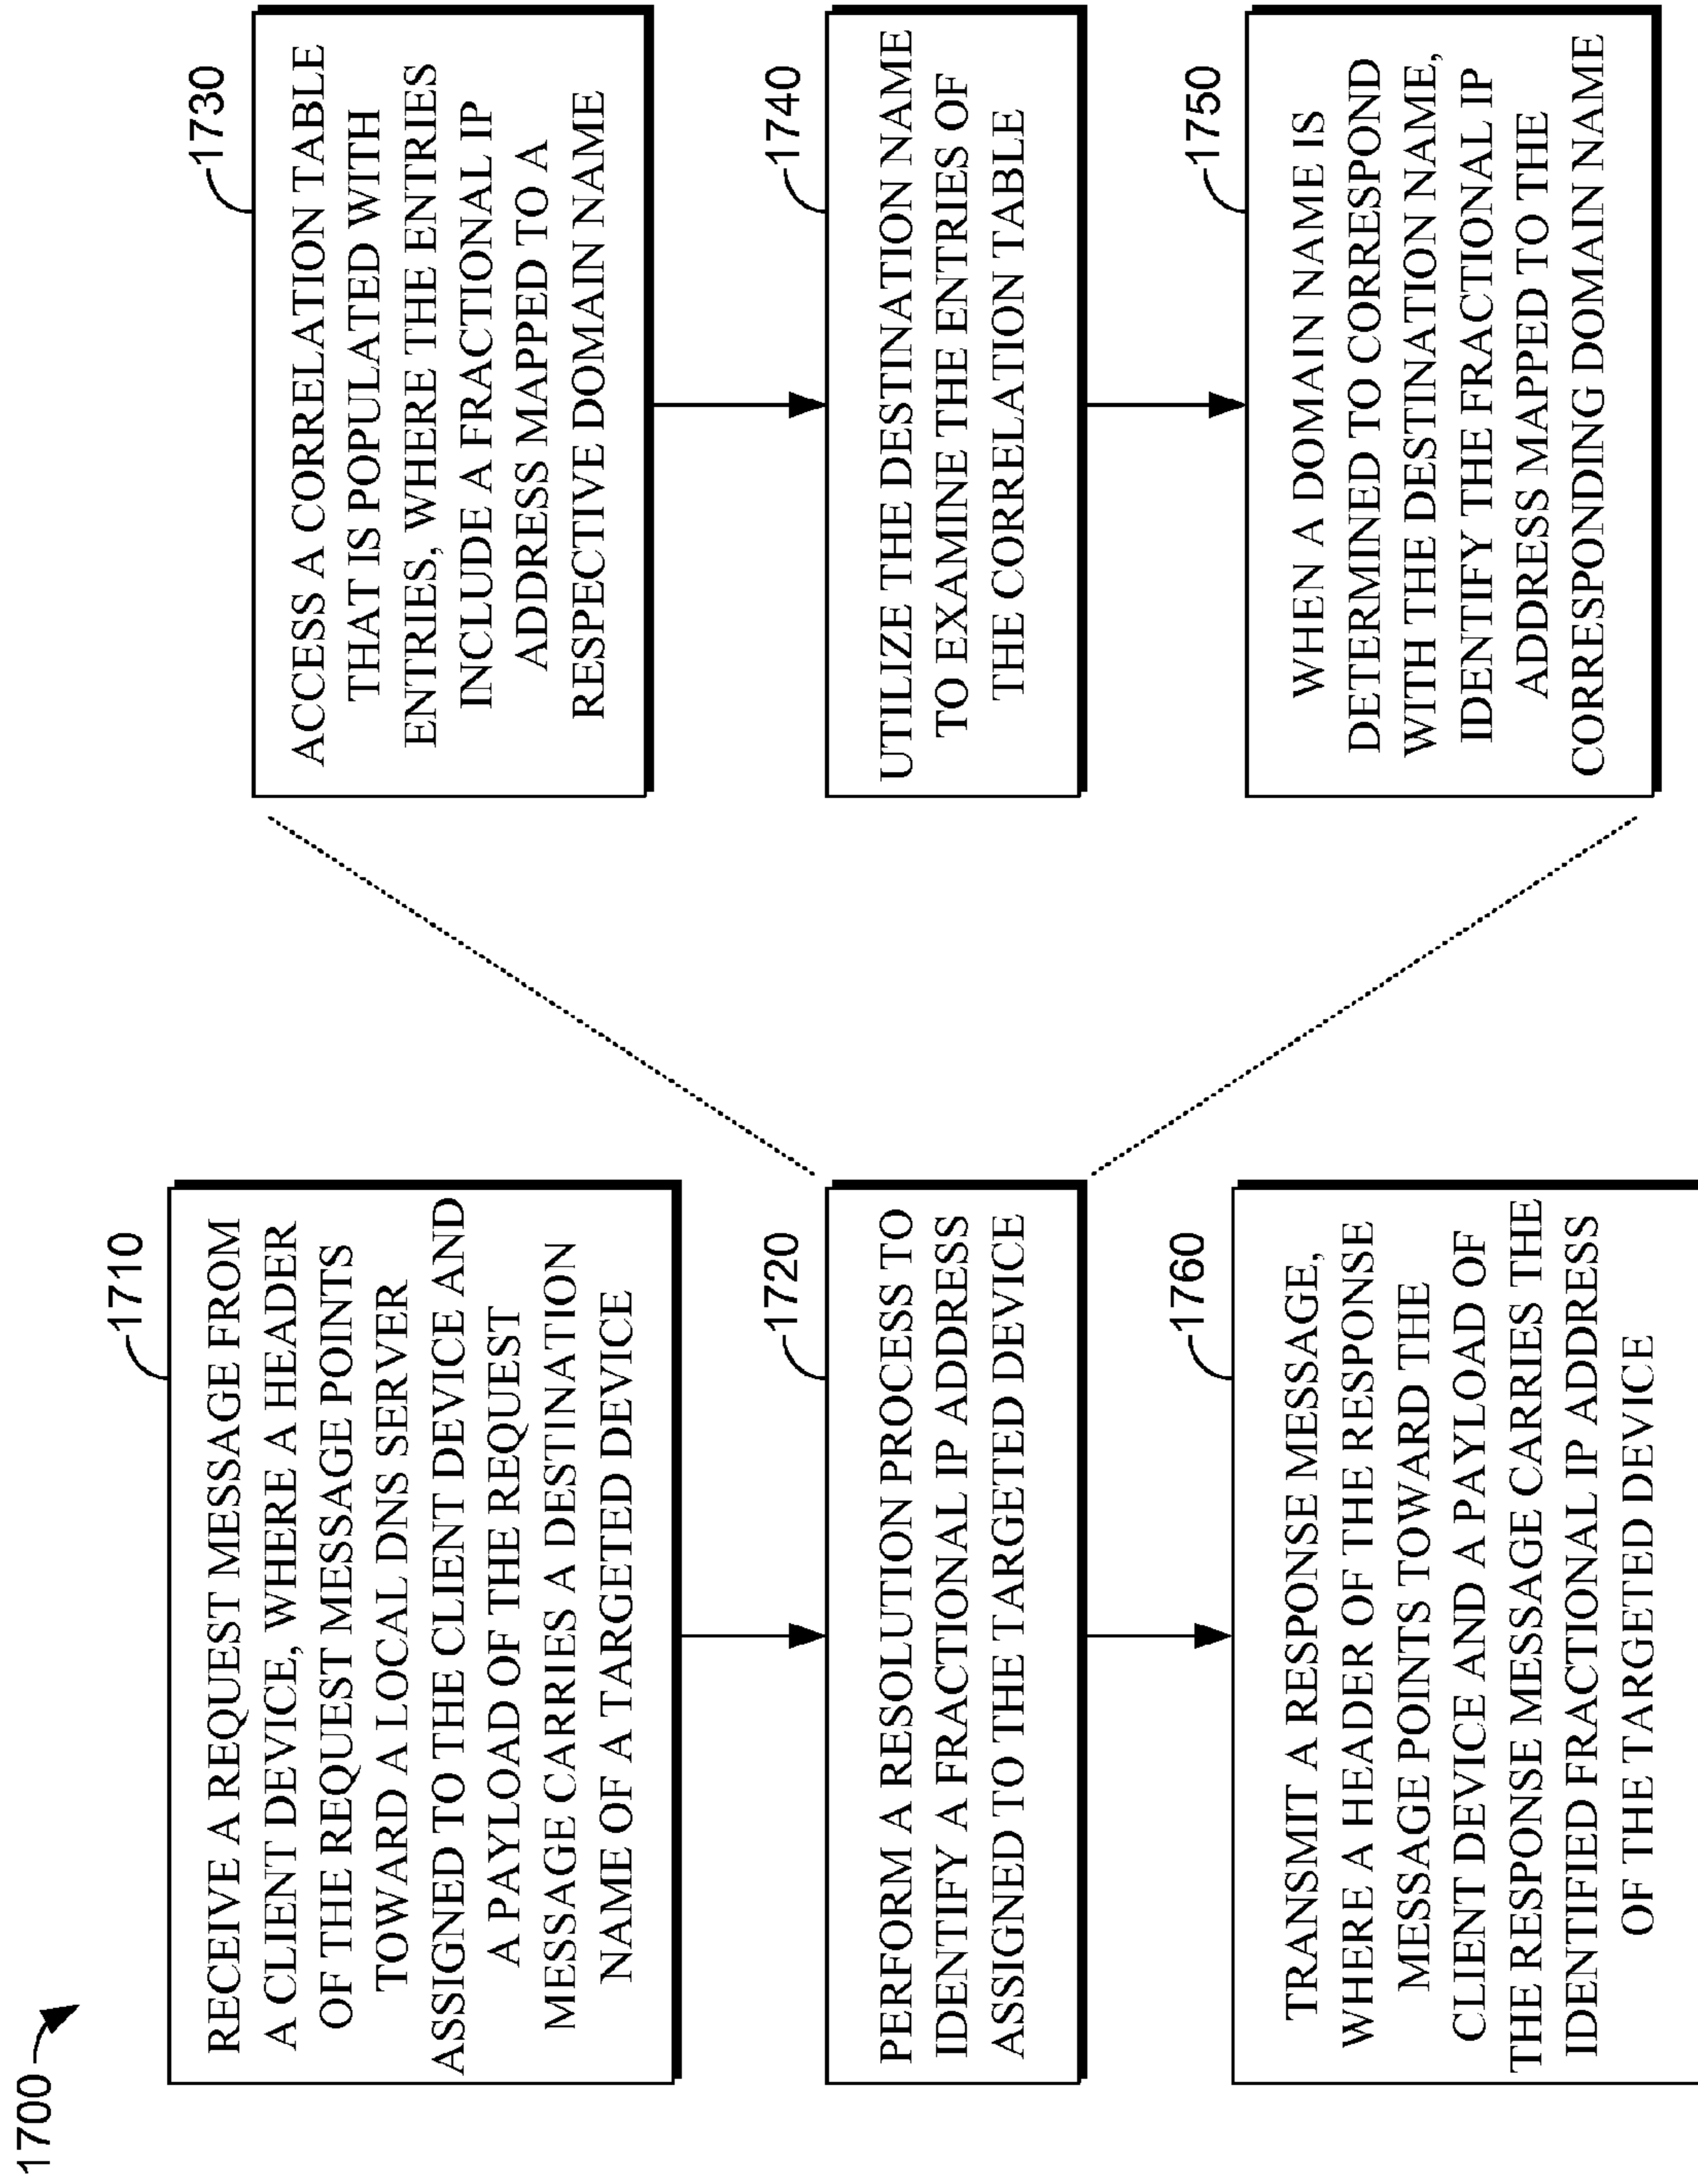 1700
1710
RECEIVE A REQUEST MESSAGE FROM
A CLIENT DEVICE, WHERE A HEADER
OF THE REQUEST MESSAGE POINTS
TOWARD A LOCAL DNS SERVER
ASSIGNED TO THE CLIENT DEVICE AND
A PAYLOAD OF THE REQUEST
MESSAGE CARRIES A DESTINATION
NAME OF A TARGETED DEVICE
1720
PERFORM A RESOLUTION PROCESS TO
IDENTIFY A FRACTIONAL IP ADDRESS
ASSIGNED TO THE TARGETED DEVICE
1730
ACCESS A CORRELATION TABLE
THAT IS POPULATED WITH
ENTRIES, WHERE THE ENTRIES
INCLUDE A FRACTIONAL IP
ADDRESS MAPPED TO A
RESPECTIVE DOMAIN NAME
1740
UTILIZE THE DESTINATION NAME
TO EXAMINE THE ENTRIES OF
THE CORRELATION TABLE
1750
WHEN A DOMAIN NAME IS
DETERMINED TO CORRESPOND
WITH THE DESTINATION NAME,
IDENTIFY THE FRACTIONAL IP
ADDRESS MAPPED TO THE
CORRESPONDING DOMAIN NAME
1760
TRANSMIT A RESPONSE MESSAGE,
WHERE A HEADER OF THE RESPONSE
MESSAGE POINTS TOWARD THE
CLIENT DEVICE AND A PAYLOAD OF
THE RESPONSE MESSAGE CARRIES THE
IDENTIFIED FRACTIONAL IP ADDRESS
OF THE TARGETED DEVICE